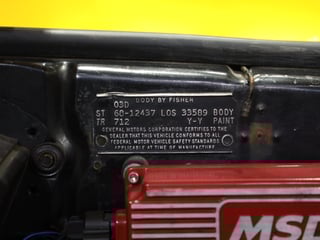 BODY BY FISHER
03D
ST 68-12437 LOS 33589 BODY
TR 712 Y-Y PAINT
GENERAL MOTORS CORPORATION CERTIFIES TO THE
DEALER THAT THIS VEHICLE CONFORMS TO ALL
FEDERAL MOTOR VEHICLE SAFETY STANDARDS
APPLICABLE AT TIME OF MANUFACTURE
MSD